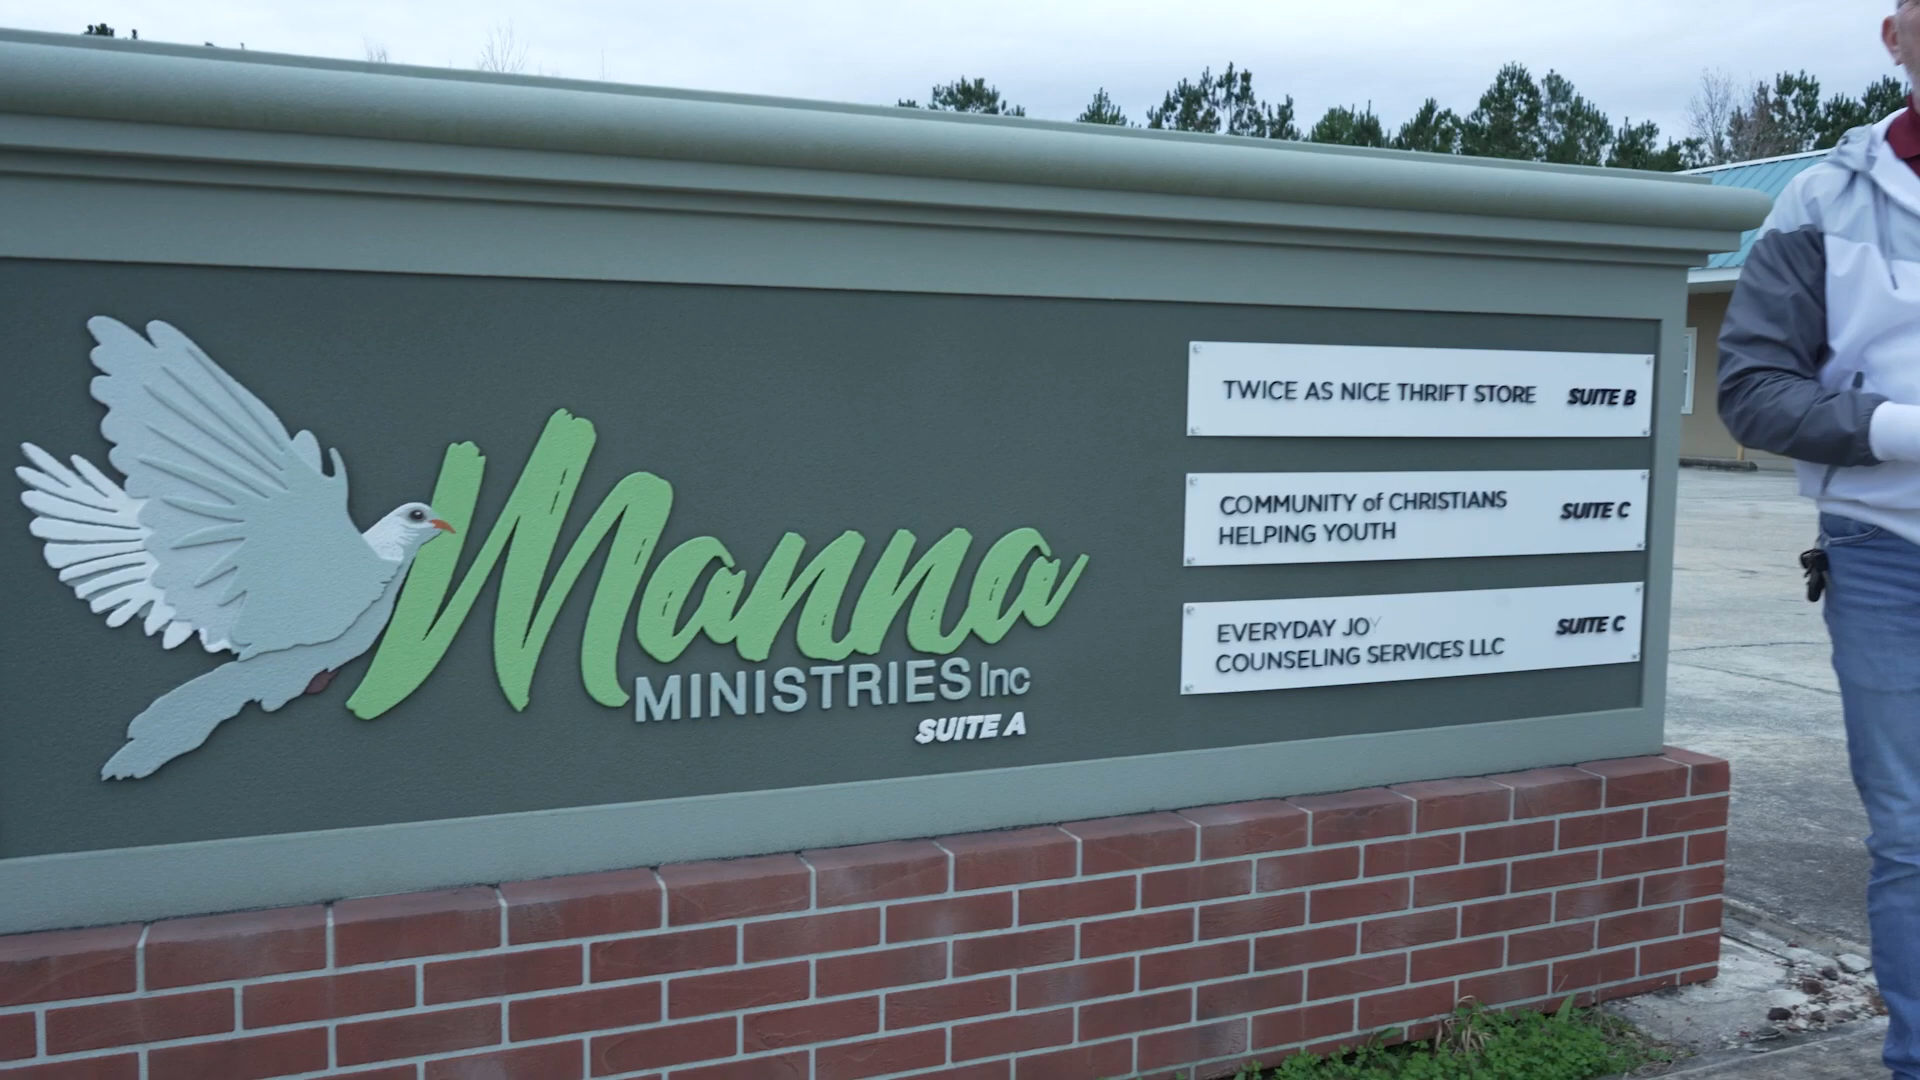 Manna
MINISTRIES Inc
SUITE A
TWICE AS NICE THRIFT STORE SUITE B
COMMUNITY of CHRISTIANS
HELPING YOUTH
SUITE C
EVERYDAY JOY
COUNSELING SERVICES LLC
SUITE C